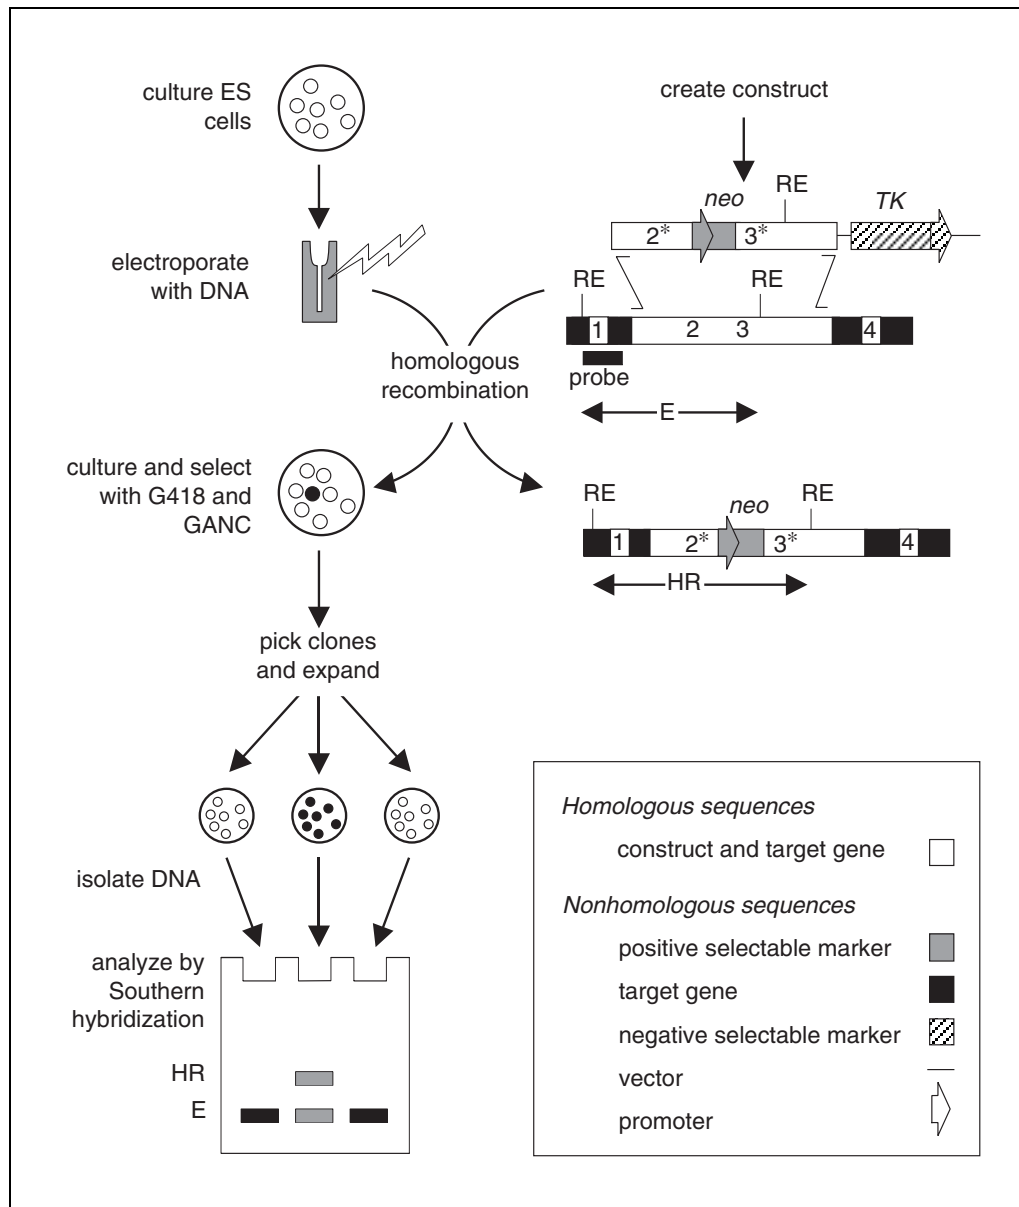 culture ES
cells
create construct
RE
neo
TK
2* 3*
electroporate
with DNA
RE
RE
1 2 3 4
probe
homologous
recombination
E
culture and select
with G418 and
GANC
RE
neo
RE
1 2* 3* 4
HR
pick clones
and expand
isolate DNA
analyze by
Southern
hybridization
HR
E
Homologous sequences
construct and target gene
Nonhomologous sequences
positive selectable marker
target gene
negative selectable marker
vector
promoter